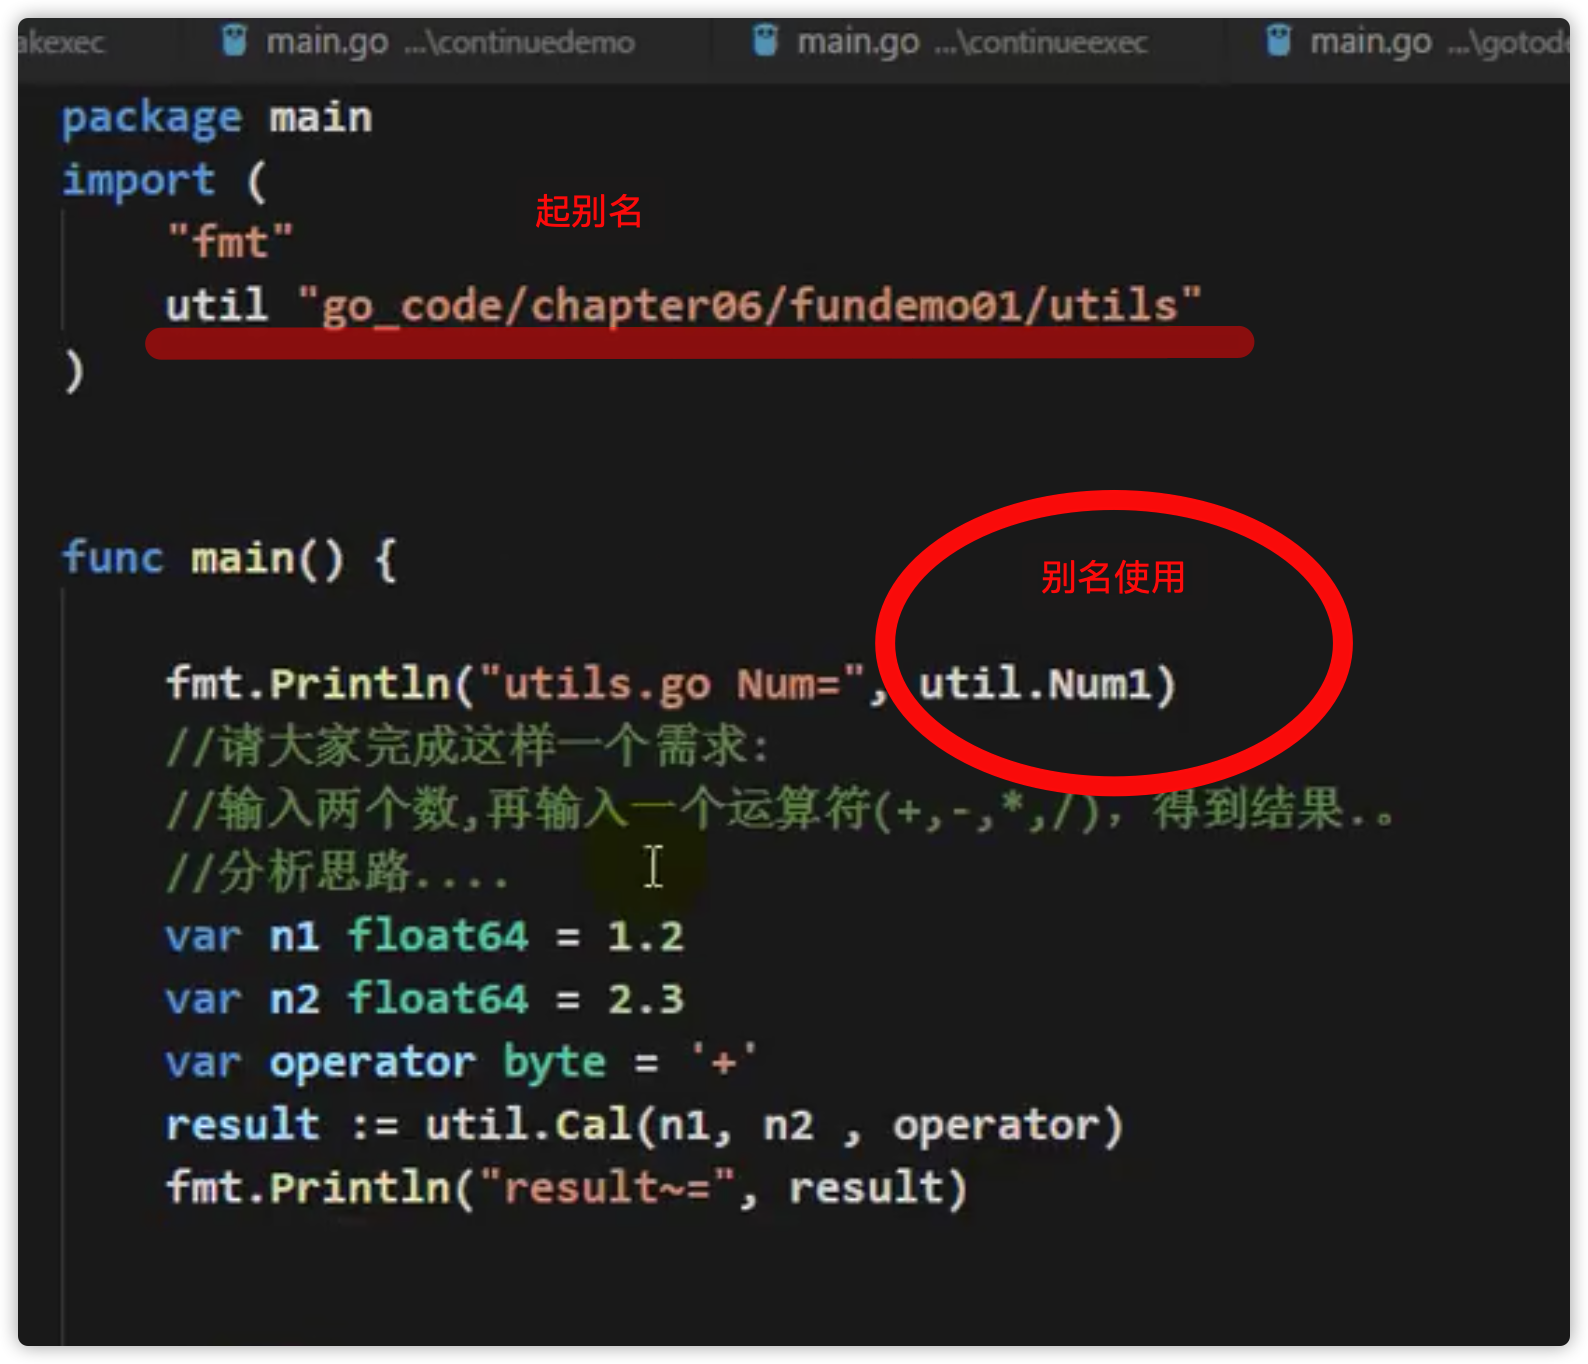 akexec main.go ...\continuedemo main.go ...\continueexec main.go ...\gotode
package main
import (
起别名
"fmt"
util "go_code/chapter06/fundemo01/utils"
)
func main() {
别名使用
fmt.Println("utils.go Num=", util.Num1)
//请大家完成这样一个需求:
//输入两个数,再输入一个运算符(+,-,*,/)，得到结果.。
//分析思路....
var n1 float64 = 1.2
var n2 float64 = 2.3
var operator byte = '+'
result := util.Cal(n1, n2 , operator)
fmt.Println("result~=", result)